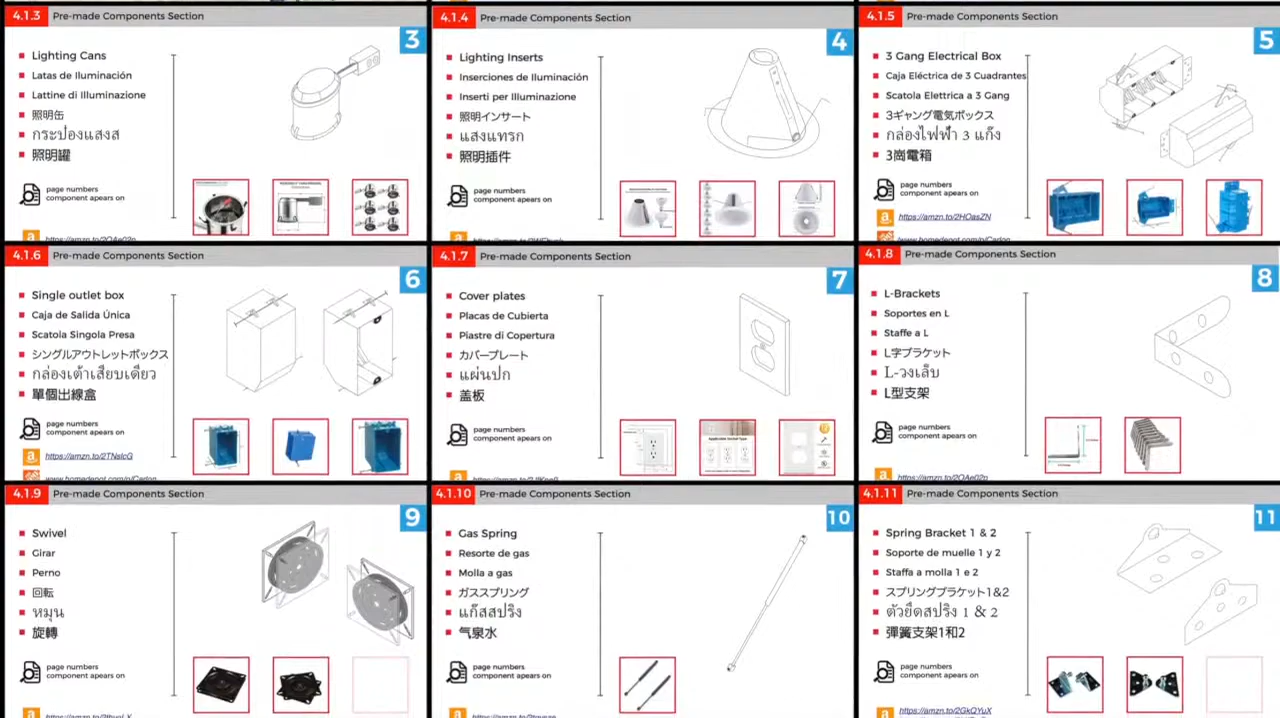 4.1.3 Pre-made Components Section
3
Lighting Cans
Latas de Iluminación
Lattine di Illuminazione
照明缶
กระป๋องแสงส
照明罐
page numbers
component apears on
4.1.4 Pre-made Components Section
4
Lighting Inserts
Inserciones de Iluminación
Inserti per Illuminazione
照明インサート
แสงแทรก
照明插件
page numbers
component apears on
4.1.5 Pre-made Components Section
5
3 Gang Electrical Box
Caja Eléctrica de 3 Cuadrantes
Scatola Elettrica a 3 Gang
3ギャング電気ボックス
กล่องไฟฟ้า 3 แก๊ง
3崗電箱
page numbers
component apears on
https://amzn.to/2HOasZN
www.homedepot.com/p/Carlon
4.1.6 Pre-made Components Section
6
Single outlet box
Caja de Salida Única
Scatola Singola Presa
シングルアウトレットボックス
กล่องเต้าเสียบเดียว
單個出線盒
page numbers
component apears on
https://amzn.to/2TNslcG
www.homedepot.com/p/Carlon
4.1.7 Pre-made Components Section
7
Cover plates
Placas de Cubierta
Piastre di Copertura
カバープレート
แผ่นปก
盖板
page numbers
component apears on
4.1.8 Pre-made Components Section
8
L-Brackets
Soportes en L
Staffe a L
L字ブラケット
L-วงเล็บ
L型支架
page numbers
component apears on
https://amzn.to/2QAe02p
4.1.9 Pre-made Components Section
9
Swivel
Girar
Perno
回転
หมุน
旋轉
page numbers
component apears on
4.1.10 Pre-made Components Section
10
Gas Spring
Resorte de gas
Molla a gas
ガススプリング
แก๊สสปริง
气泉水
page numbers
component apears on
4.1.11 Pre-made Components Section
11
Spring Bracket 1 & 2
Soporte de muelle 1 y 2
Staffa a molla 1 e 2
スプリングブラケット1&2
ตัวยึดสปริง 1 & 2
彈簧支架1和2
page numbers
component apears on
https://amzn.to/2GkQYuX